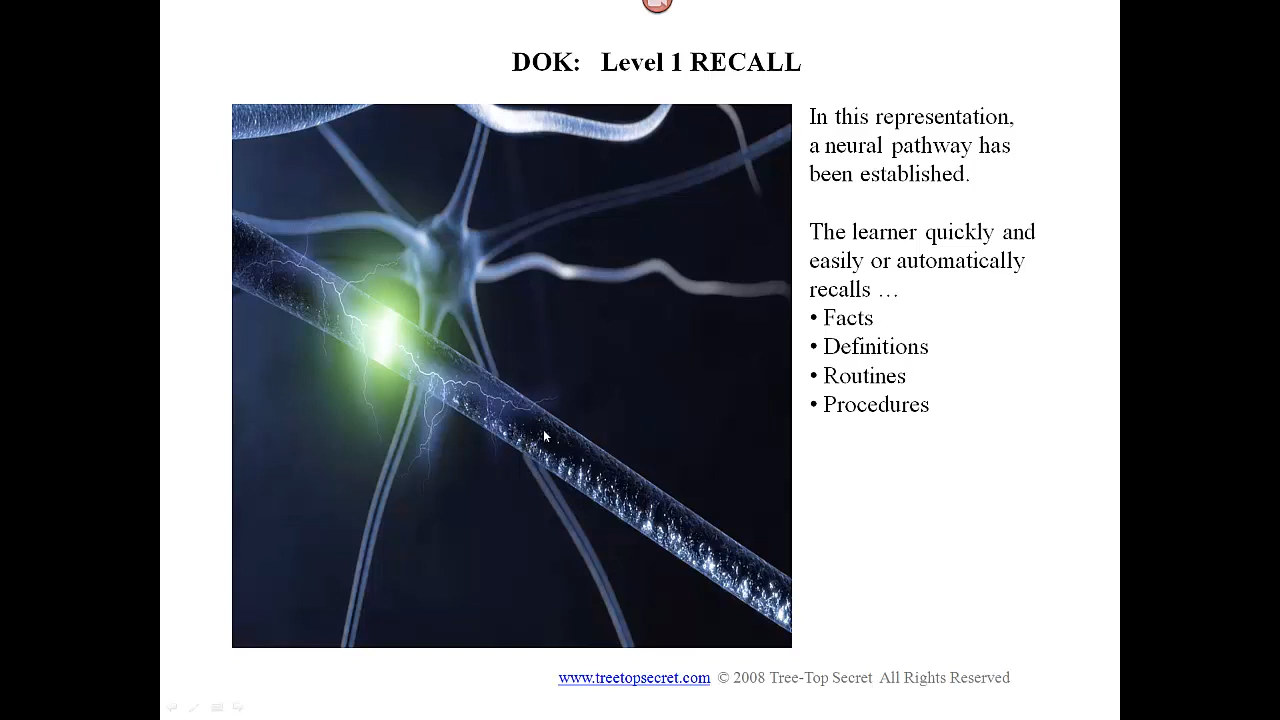 DOK: Level 1 RECALL
In this representation,
a neural pathway has
been established.
The learner quickly and
easily or automatically
recalls …
• Facts
• Definitions
• Routines
• Procedures
www.treetopsecret.com © 2008 Tree-Top Secret All Rights Reserved